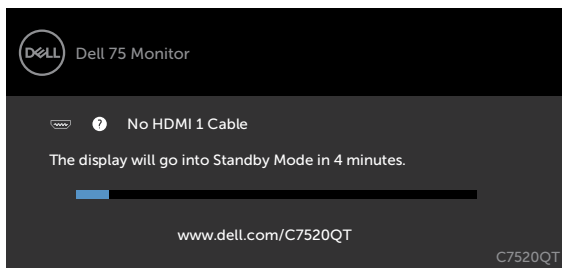 DELL
Dell 75 Monitor
? No HDMI 1 Cable
The display will go into Standby Mode in 4 minutes.
www.dell.com/C7520QT
C7520QT